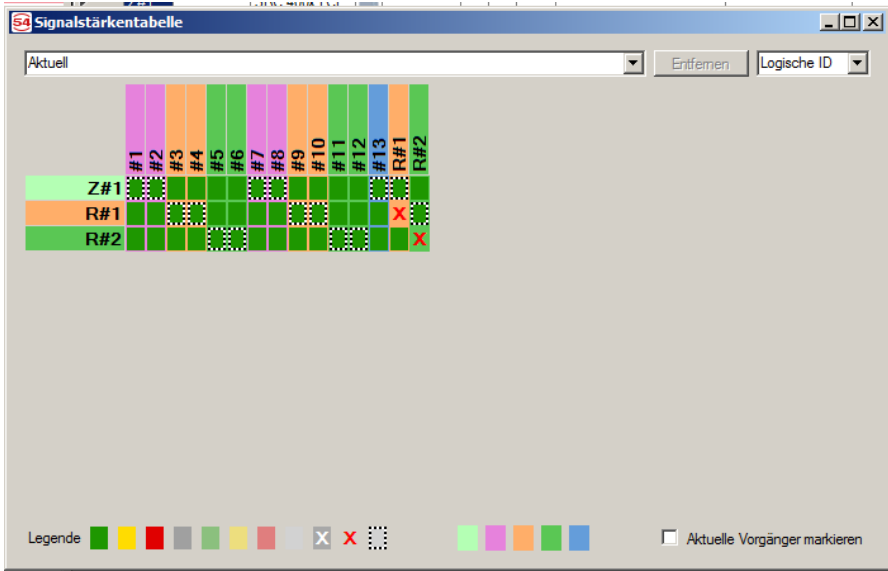 54 Signalstärkentabelle
Aktuell
Entfernen
Logische ID
#1 #2 #3 #4 #5 #6 #7 #8 #9 #10 #11 #12 #13 R#1 R#2
Z#1
R#1 X
R#2 X
Legende X X
Aktuelle Vorgänger markieren